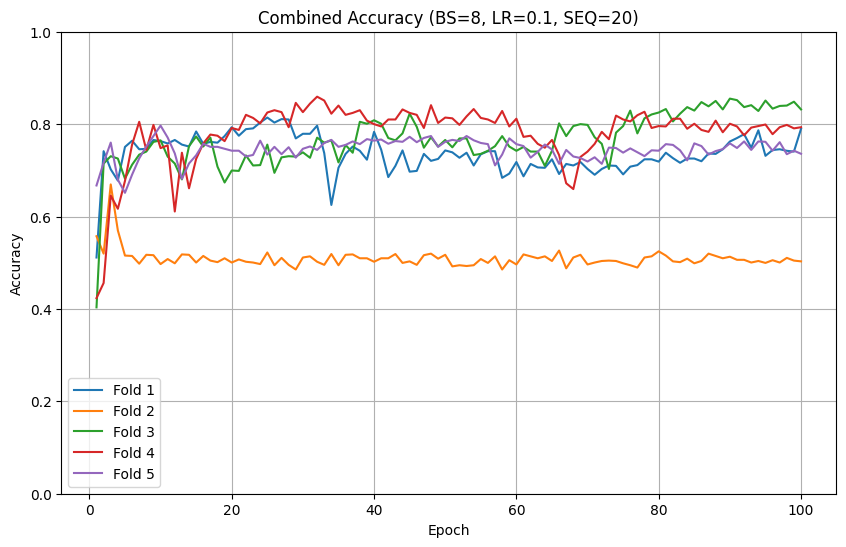 Combined Accuracy (BS=8, LR=0.1, SEQ=20)
1.0
0.8
0.6
0.4
0.2
0.0
Accuracy
Fold 1
Fold 2
Fold 3
Fold 4
Fold 5
0 20 40 60 80 100
Epoch